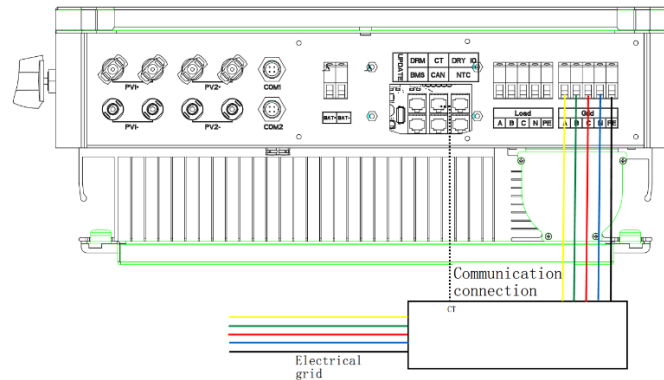 UPDATE
DRM CT DRY IO
BMS CAN NTC
PV1+ PV2+ COM1
PV1- PV2- COM2
BAT+ BAT-
Load Grid
A B C N PE A B C N PE
Communication
connection
CT
Electrical
grid